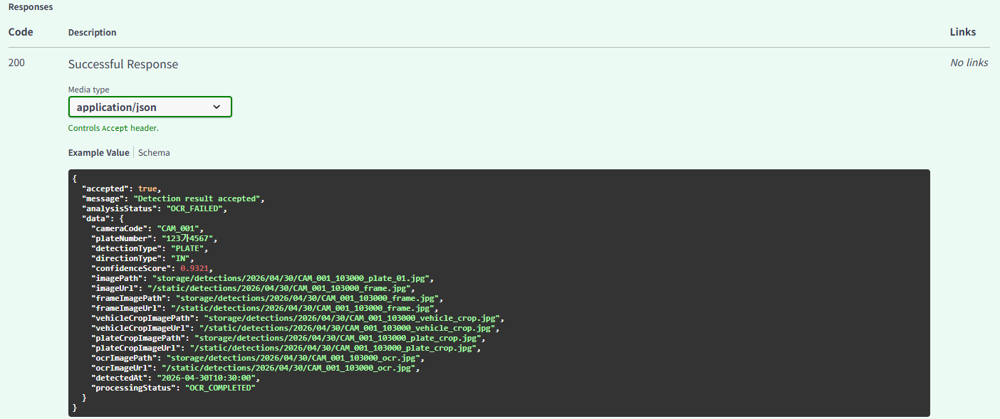 Responses
Code Description Links
200 Successful Response No links
Media type
application/json
Controls Accept header.
Example Value Schema
{
  "accepted": true,
  "message": "Detection result accepted",
  "analysisStatus": "OCR_FAILED",
  "data": {
    "cameraCode": "CAM_001",
    "plateNumber": "123가4567",
    "detectionType": "PLATE",
    "directionType": "IN",
    "confidenceScore": 0.9321,
    "imagePath": "storage/detections/2026/04/30/CAM_001_103000_plate_01.jpg",
    "imageUrl": "/static/detections/2026/04/30/CAM_001_103000_frame.jpg",
    "frameImagePath": "storage/detections/2026/04/30/CAM_001_103000_frame.jpg",
    "frameImageUrl": "/static/detections/2026/04/30/CAM_001_103000_frame.jpg",
    "vehicleCropImagePath": "storage/detections/2026/04/30/CAM_001_103000_vehicle_crop.jpg",
    "vehicleCropImageUrl": "/static/detections/2026/04/30/CAM_001_103000_vehicle_crop.jpg",
    "plateCropImagePath": "storage/detections/2026/04/30/CAM_001_103000_plate_crop.jpg",
    "plateCropImageUrl": "/static/detections/2026/04/30/CAM_001_103000_plate_crop.jpg",
    "ocrImagePath": "storage/detections/2026/04/30/CAM_001_103000_ocr.jpg",
    "ocrImageUrl": "/static/detections/2026/04/30/CAM_001_103000_ocr.jpg",
    "detectedAt": "2026-04-30T10:30:00",
    "processingStatus": "OCR_COMPLETED"
  }
}